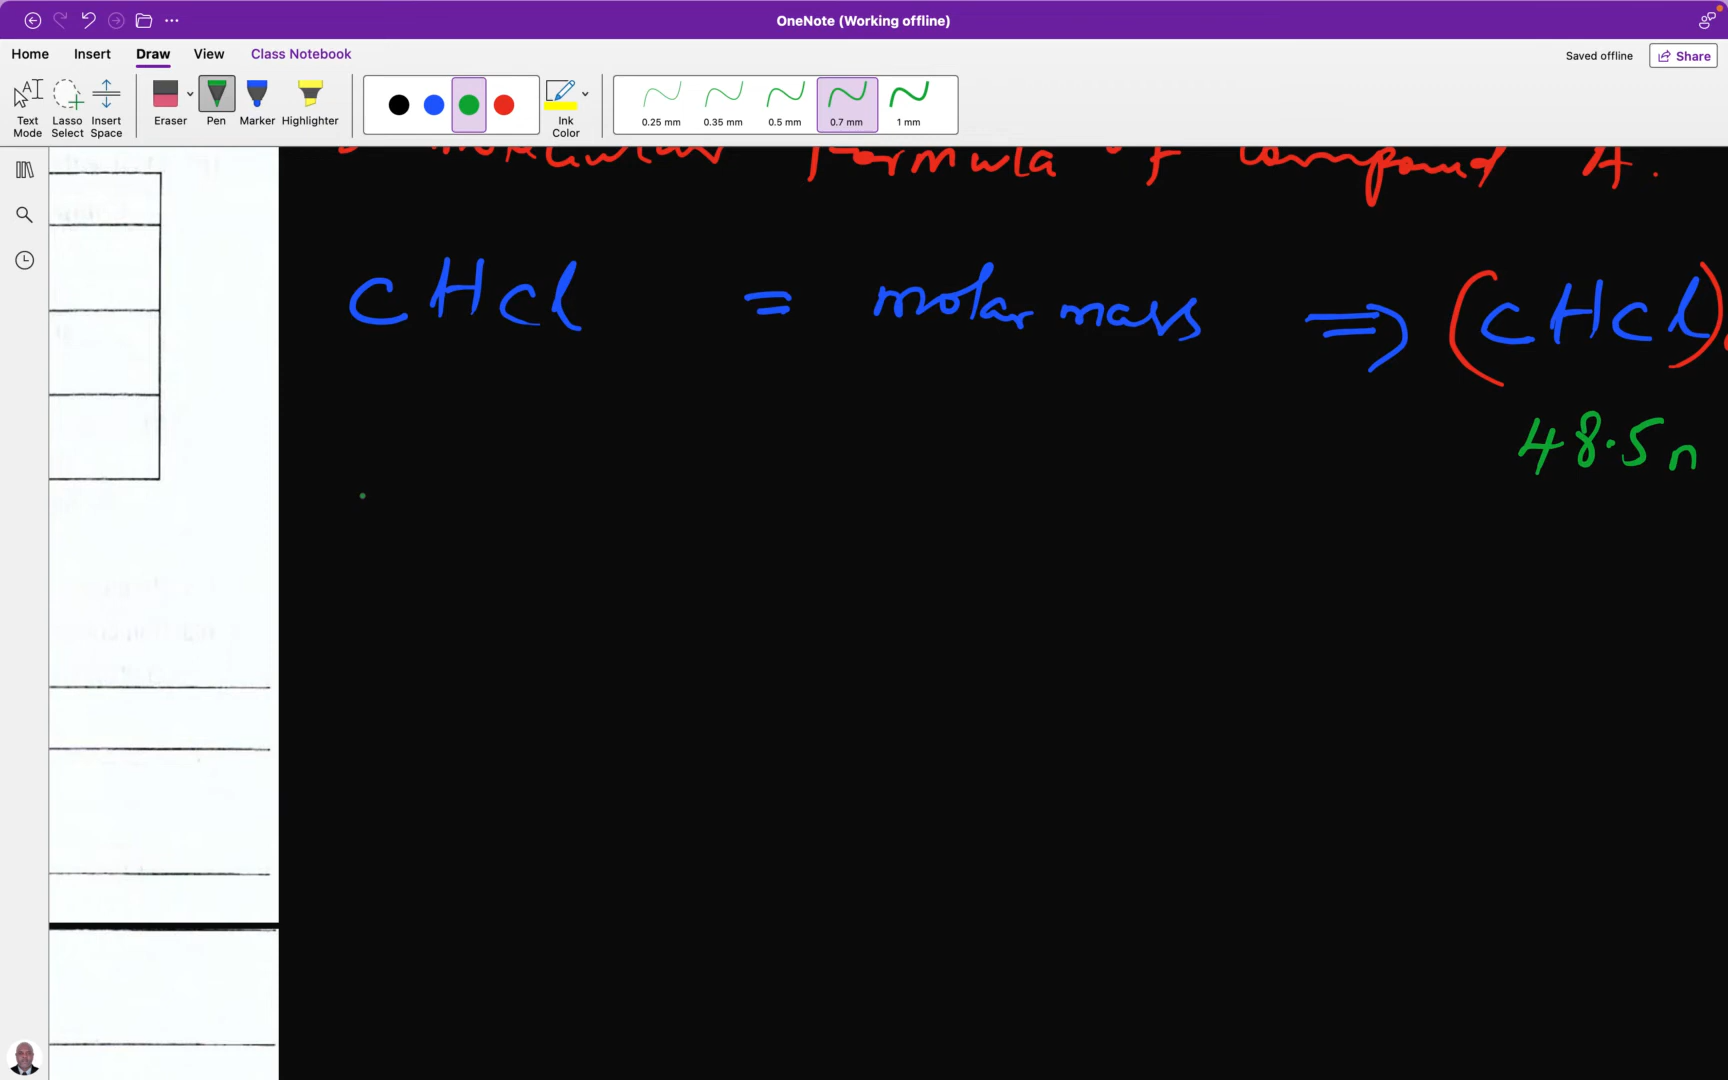 OneNote (Working offline)
Home Insert Draw View Class Notebook
Saved offline Share
Text Mode
Lasso Select
Insert Space
Eraser Pen Marker Highlighter
Ink Color
0.25 mm 0.35 mm 0.5 mm 0.7 mm 1 mm
molecular formula of compound A.
CHCl = molar mass ⇒ (CHCl)
48.5n